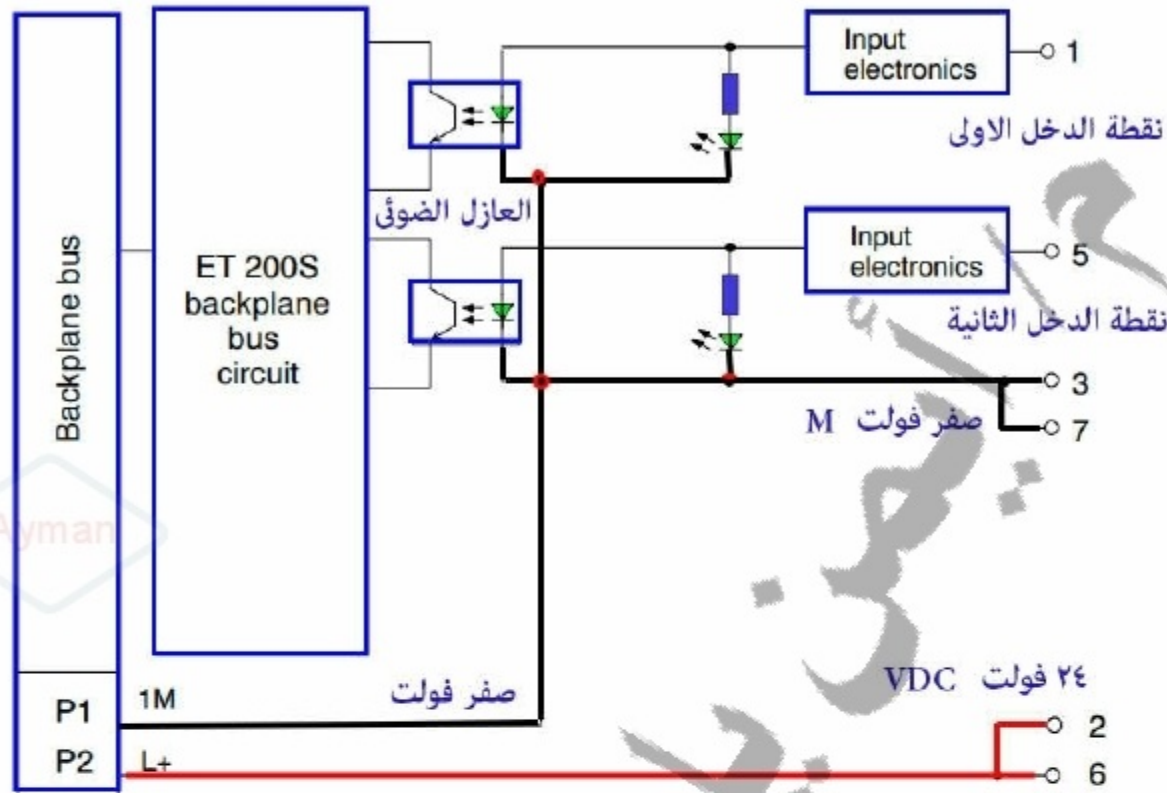 Input
electronics
1
نقطة الدخل الاولى
العازل الضوئى
Backplane bus
ET 200S
backplane
bus
circuit
Input
electronics
5
نقطة الدخل الثانية
3
صفر فولت M
7
Ayman
٢٤ فولت VDC
P1
1M
صفر فولت
2
P2
L+
6